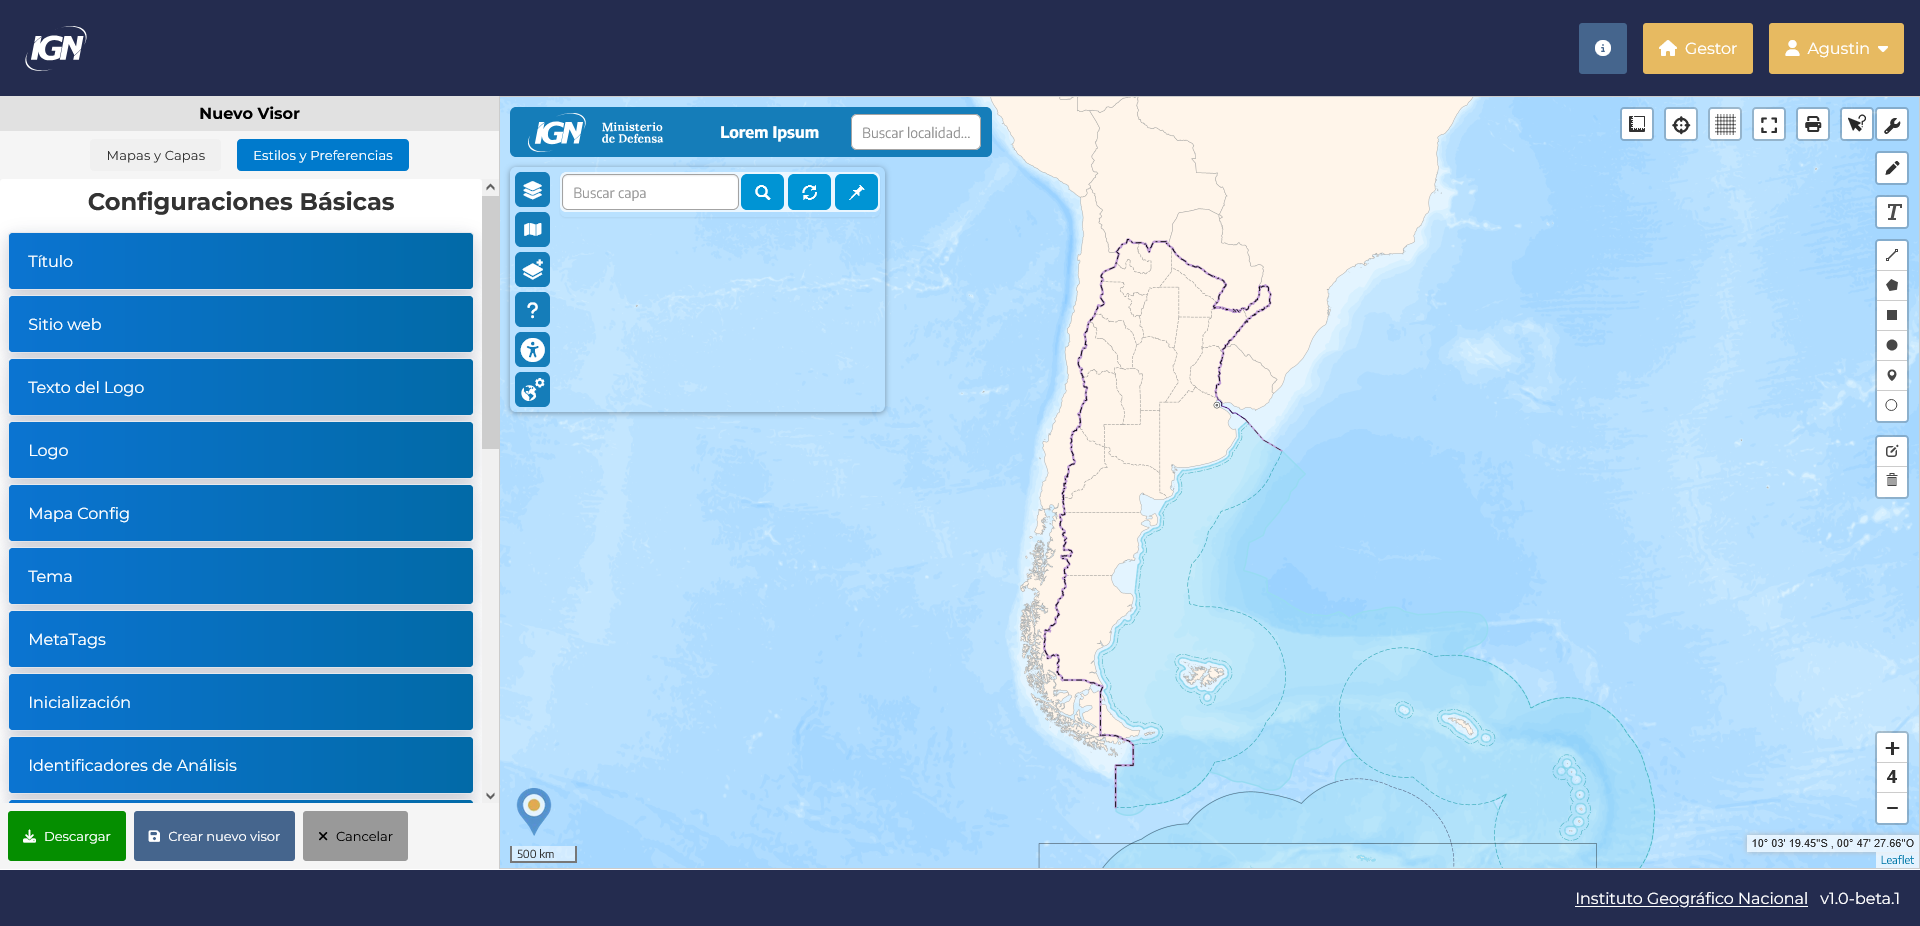 IGN
Gestor
Agustin
Nuevo Visor
Mapas y Capas
Estilos y Preferencias
Configuraciones Básicas
Título
Sitio web
Texto del Logo
Logo
Mapa Config
Tema
MetaTags
Inicialización
Identificadores de Análisis
Descargar
Crear nuevo visor
Cancelar
IGN
Ministerio
de Defensa
Lorem Ipsum
Buscar localidad...
Buscar capa
T
+
4
−
500 km
10° 03' 19.45"S , 00° 47' 27.66"O
Leaflet
Instituto Geográfico Nacional v1.0-beta.1